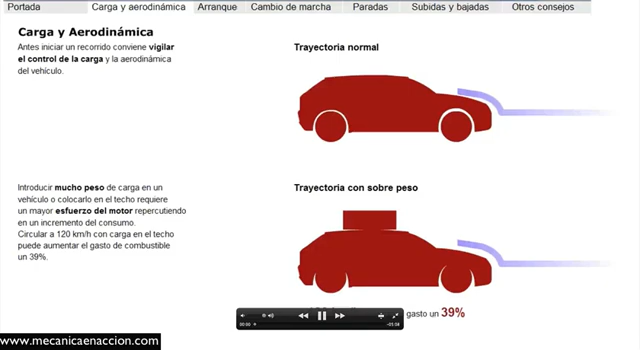 Portada Carga y aerodinámica Arranque Cambio de marcha Paradas Subidas y bajadas Otros consejos
Carga y Aerodinámica
Antes iniciar un recorrido conviene vigilar
el control de la carga y la aerodinámica
del vehículo.
Trayectoria normal
Introducir mucho peso de carga en un
vehículo o colocarlo en el techo requiere
un mayor esfuerzo del motor repercutiendo
en un incremento del consumo.
Circular a 120 km/h con carga en el techo
puede aumentar el gasto de combustible
un 39%.
Trayectoria con sobre peso
gasto un 39%
00:00
www.mecanicaenaccion.com